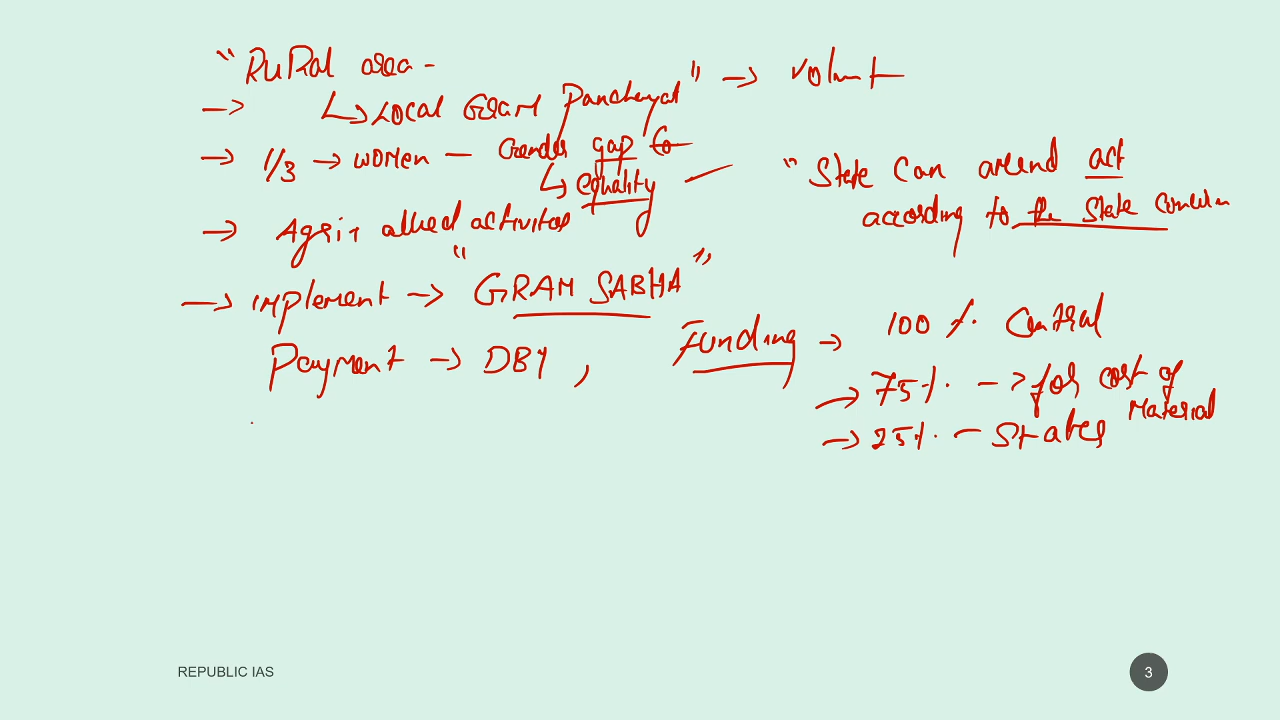 "Rural area -
→ ↳ Local Gram Panchayat" → volunt
→ 1/3 → women — Gender gap to
↳ equality —
"State can amend act
according to the State concern
→ Agri + allied activities
→ implement → "GRAM SABHA"
Payment → DBT,
Funding → 100 % Central
→ 75 % → for cost of
Material
→ 25 % — States
REPUBLIC IAS
3